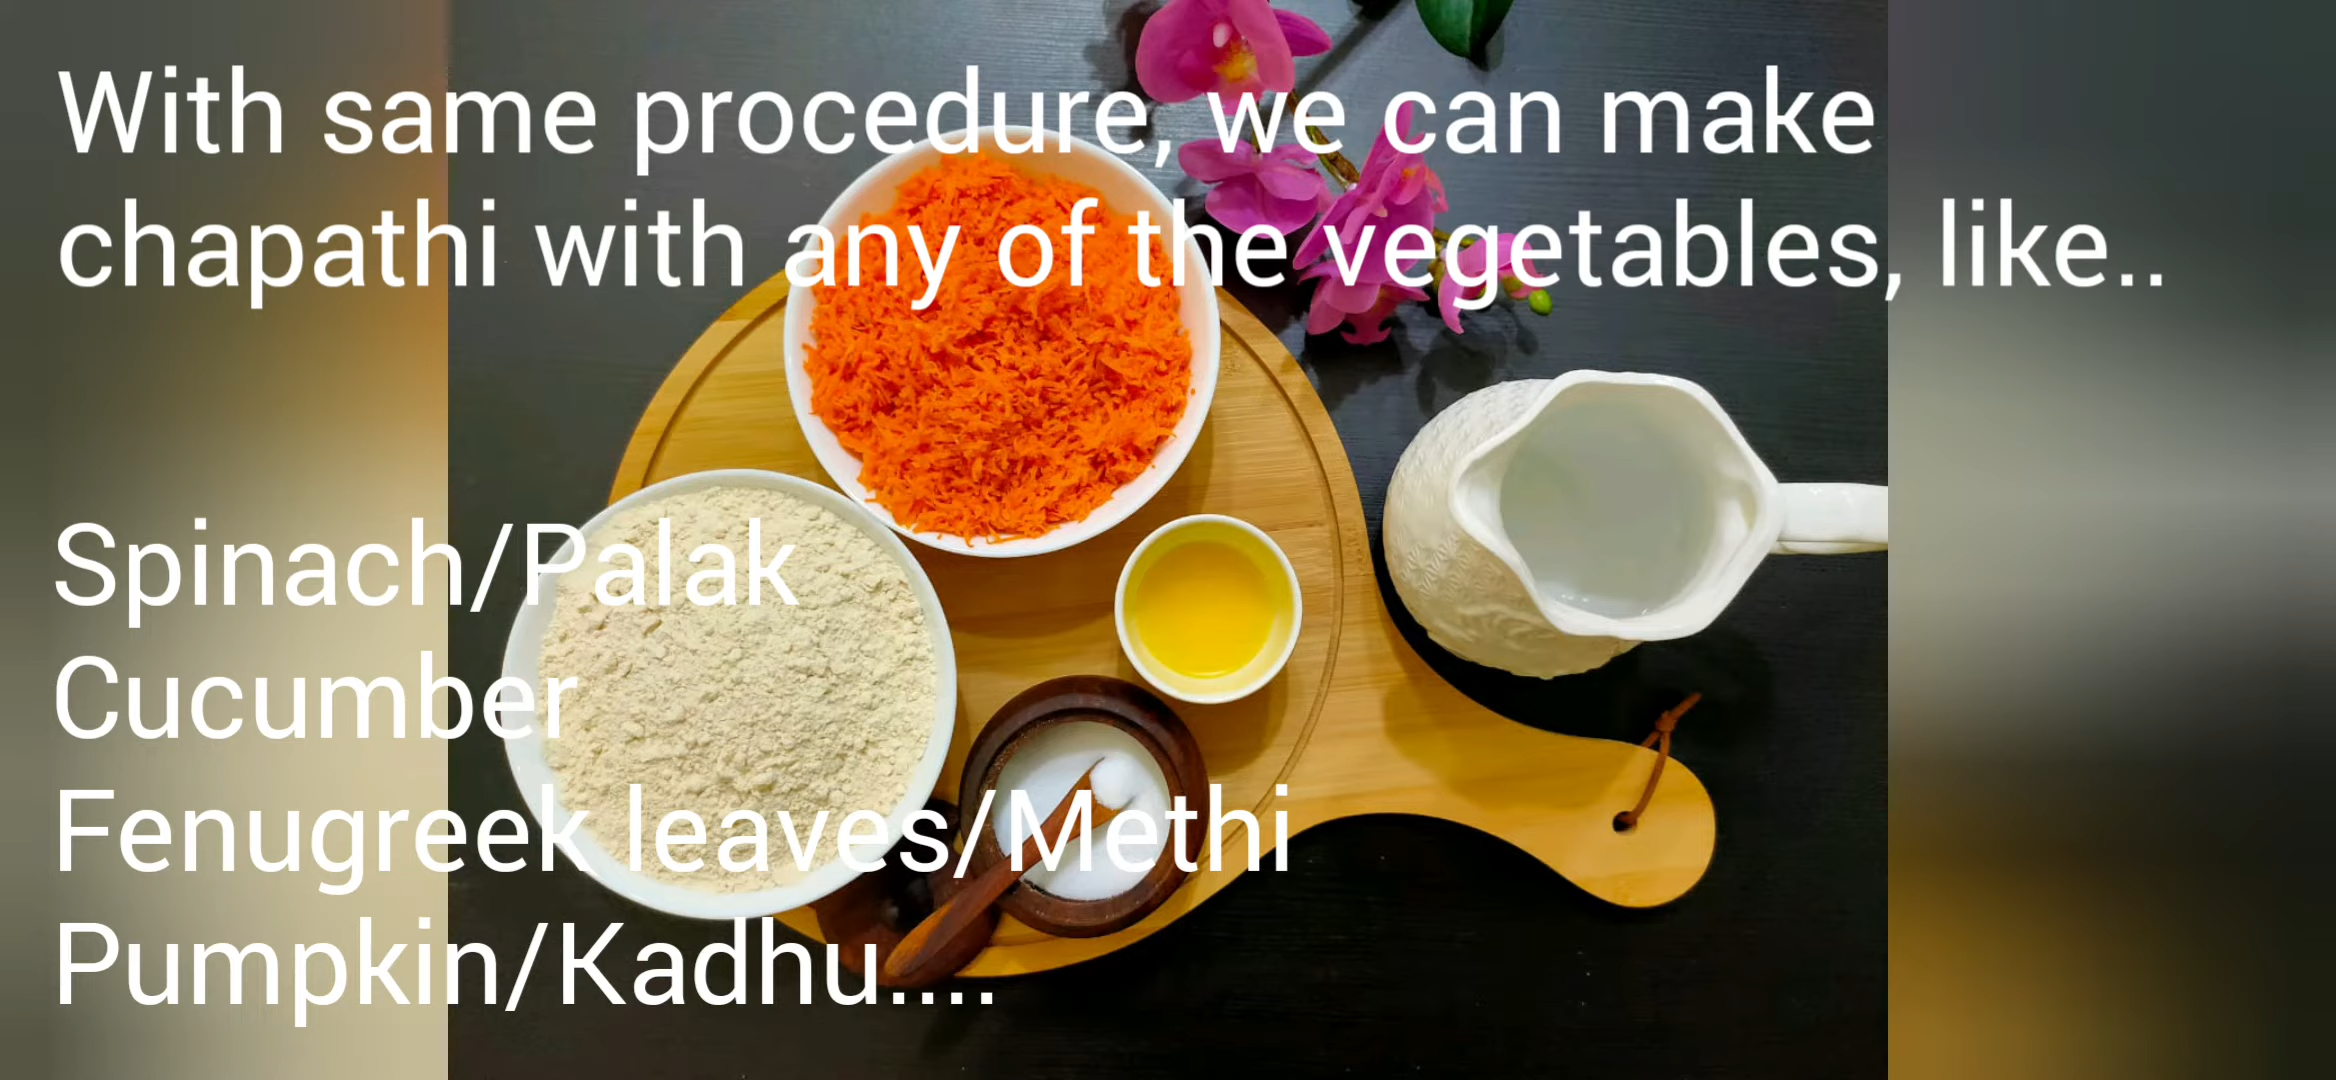 With same procedure, we can make
chapathi with any of the vegetables, like..
Spinach/Palak
Cucumber
Fenugreek leaves/Methi
Pumpkin/Kadhu....